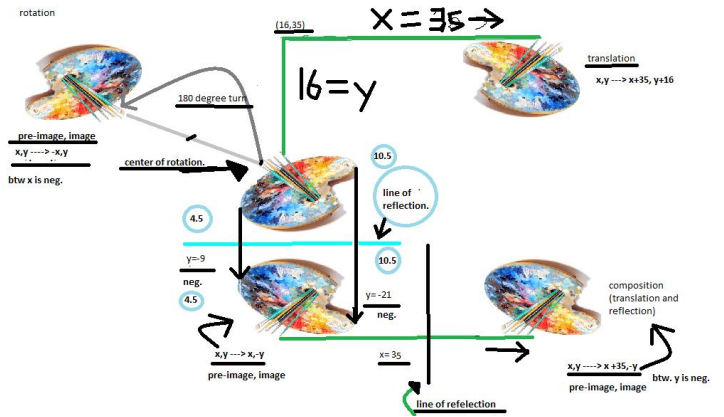 rotation
(16,35)
x = 35
16 = y
translation
x,y ---> x+35, y+16
180 degree turn
pre-image, image
x,y ----> -x,y
btw x is neg.
center of rotation.
10.5
line of
reflection.
4.5
10.5
y=-9
neg.
4.5
y=-21
neg.
composition
(translation and
reflection)
x,y ---> x,-y
pre-image, image
x= 35
x,y ----> x +35,-y
pre-image, image
btw. y is neg.
line of refelection